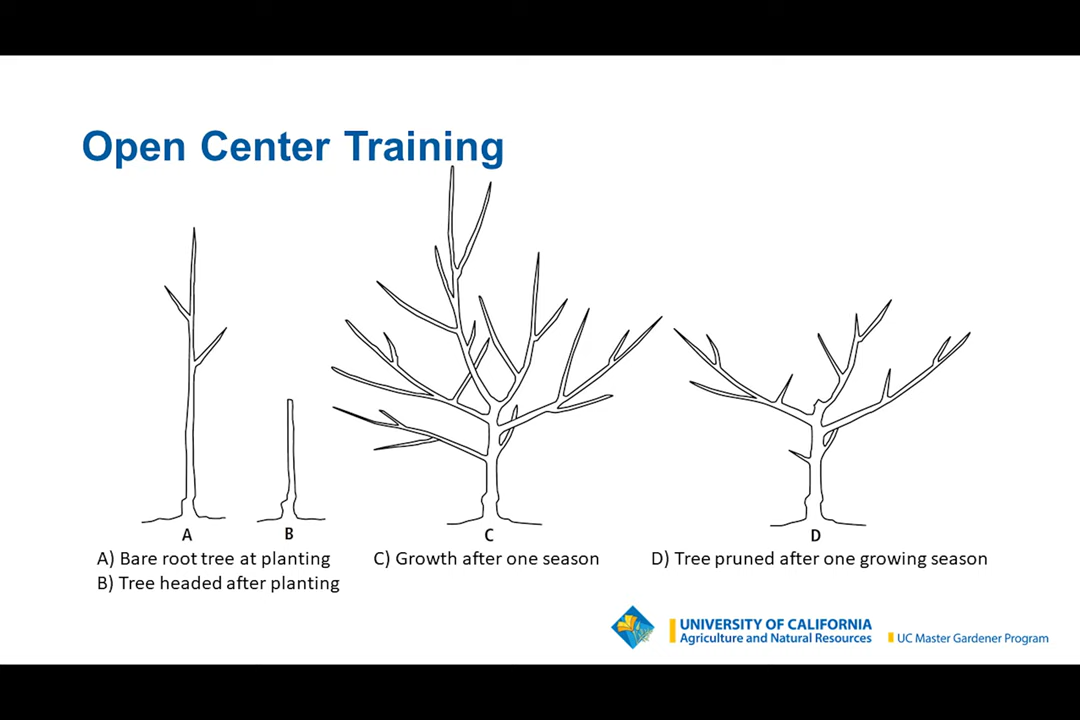 Open Center Training
A
B
C
D
A) Bare root tree at planting
B) Tree headed after planting
C) Growth after one season
D) Tree pruned after one growing season
UNIVERSITY OF CALIFORNIA
Agriculture and Natural Resources
UC Master Gardener Program